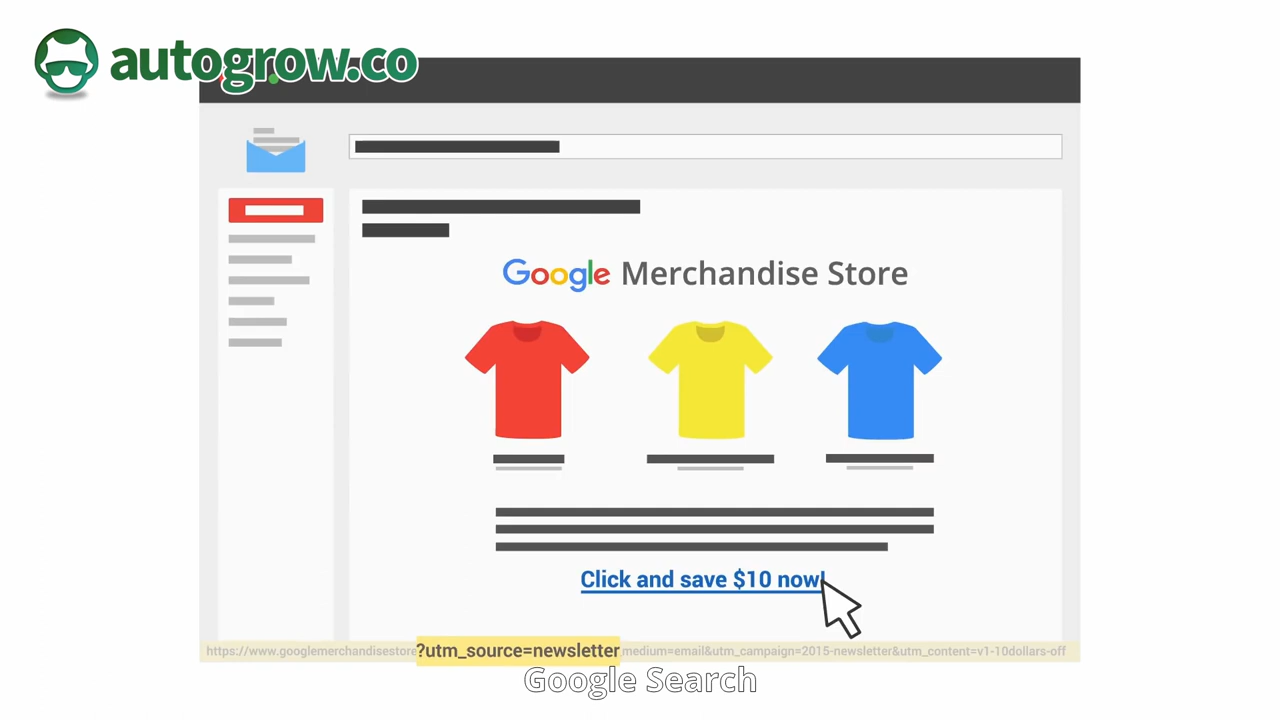 autogrow.co
Google Merchandise Store
Click and save $10 now!
https://www.googlemerchandisestore ?utm_source=newsletter medium=email&utm_campaign=2015-newsletter&utm_content=v1-10dollars-off
Google Search